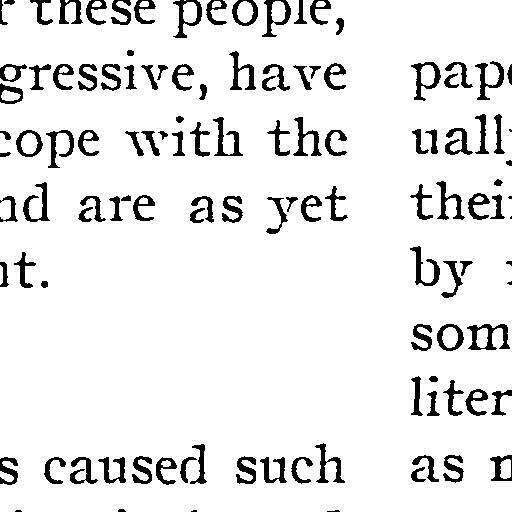 these people,
gressive, have
cope with the
nd are as yet
nt.
s caused such
pap
ually
thei
by
som
liter
as